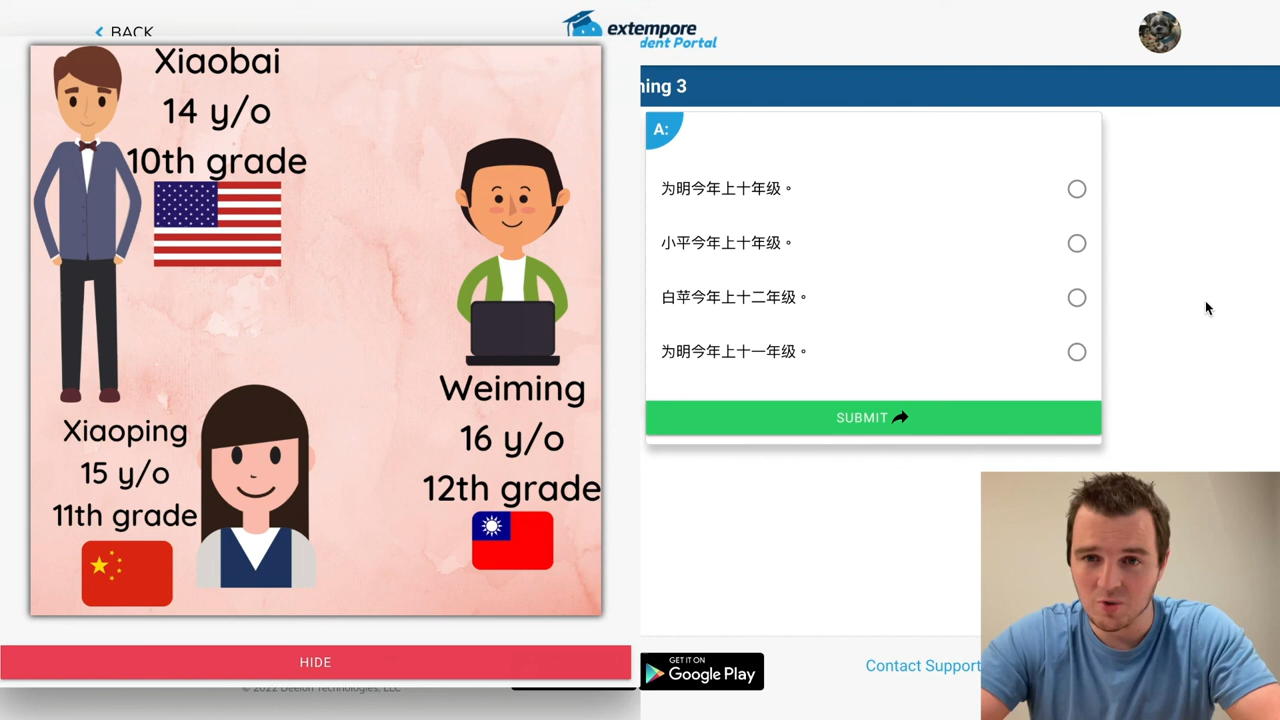 BACK
extempore
dent Portal
ning 3
Xiaobai
14 y/o
10th grade
Xiaoping
15 y/o
11th grade
Weiming
16 y/o
12th grade
A:
为明今年上十年级。
小平今年上十年级。
白苹今年上十二年级。
为明今年上十一年级。
SUBMIT
HIDE
GET IT ON
Google Play
Contact Support